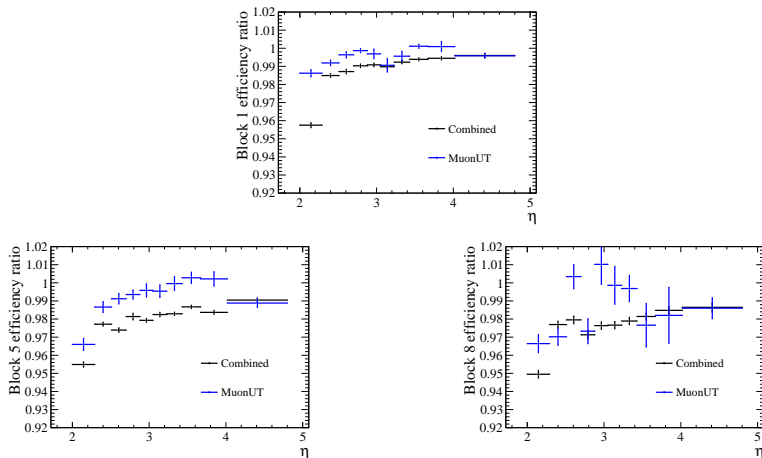 Block 1 efficiency ratio
1.02
1.01
1
0.99
0.98
0.97
0.96
0.95
0.94
0.93
0.92
Combined
MuonUT
2 3 4 5
η
Block 5 efficiency ratio
1.02
1.01
1
0.99
0.98
0.97
0.96
0.95
0.94
0.93
0.92
Combined
MuonUT
2 3 4 5
η
Block 8 efficiency ratio
1.02
1.01
1
0.99
0.98
0.97
0.96
0.95
0.94
0.93
0.92
Combined
MuonUT
2 3 4 5
η